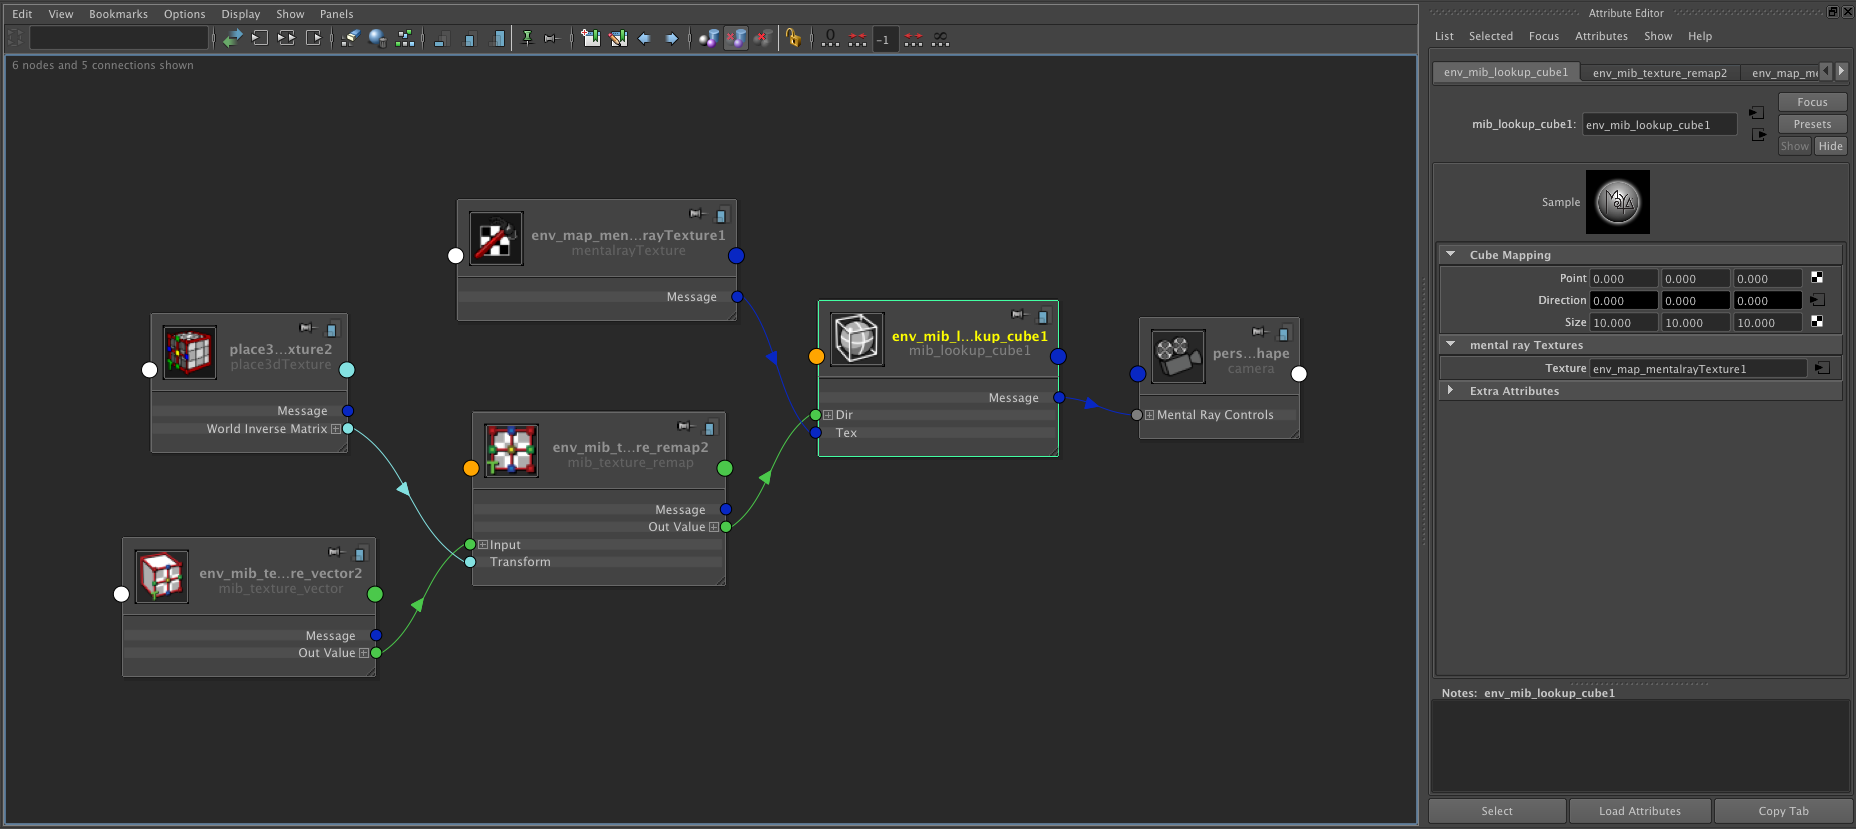 Edit View Bookmarks Options Display Show Panels
-1
0
∞
6 nodes and 5 connections shown
env_map_men...rayTexture1
mentalrayTexture
Message
place3...xture2
place3dTexture
Message
World Inverse Matrix
env_mib_te...re_vector2
mib_texture_vector
Message
Out Value
env_mib_t...re_remap2
mib_texture_remap
Message
Out Value
Input
Transform
env_mib_l...kup_cube1
mib_lookup_cube1
Message
Dir
Tex
pers...hape
camera
Mental Ray Controls
Attribute Editor
List Selected Focus Attributes Show Help
env_mib_lookup_cube1 env_mib_texture_remap2 env_map_me
mib_lookup_cube1: env_mib_lookup_cube1
Focus
Presets
Show Hide
Sample
MAYA
Cube Mapping
Point 0.000 0.000 0.000
Direction 0.000 0.000 0.000
Size 10.000 10.000 10.000
mental ray Textures
Texture env_map_mentalrayTexture1
Extra Attributes
Notes: env_mib_lookup_cube1
Select Load Attributes Copy Tab